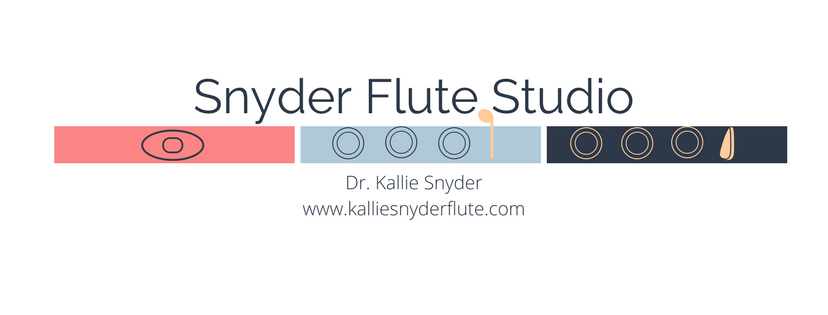 Snyder Flute Studio
Dr. Kallie Snyder
www.kalliesnyderflute.com